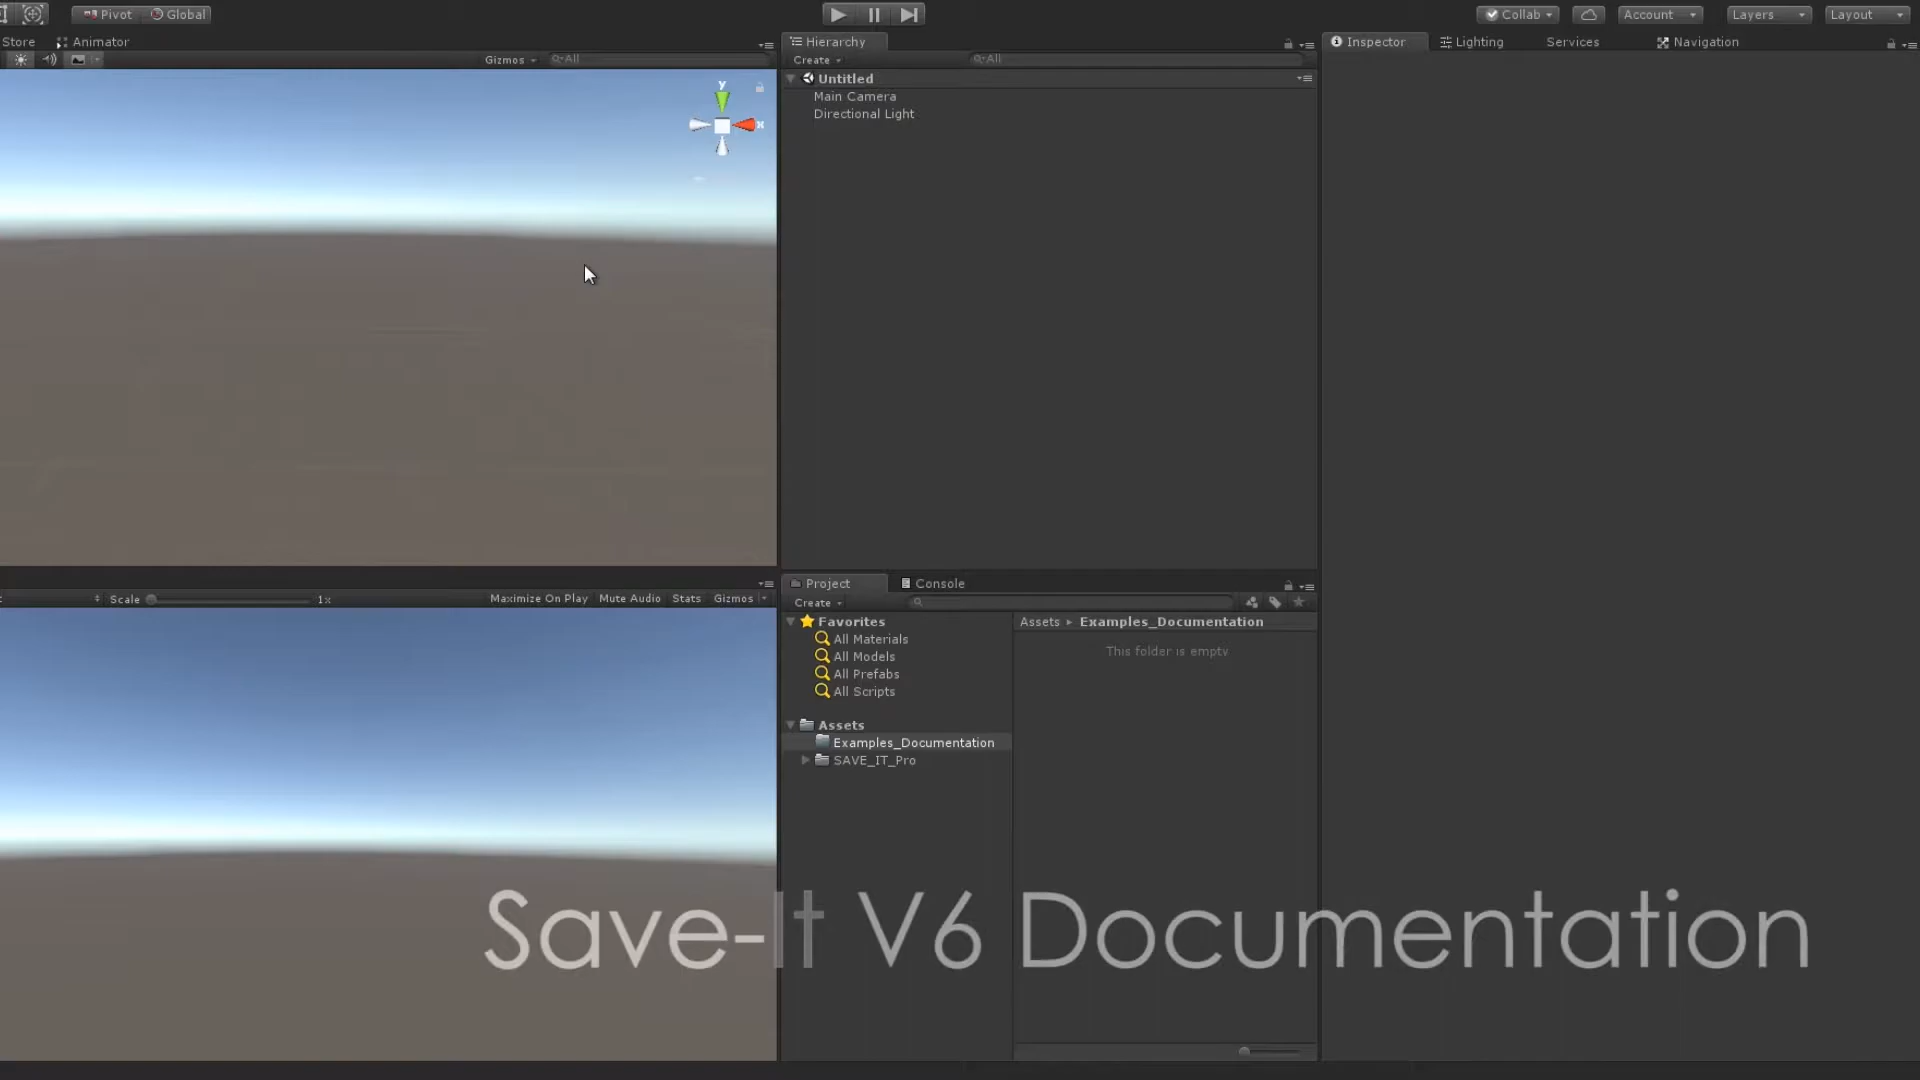 Pivot Global
Collab Account Layers Layout
Store Animator
Hierarchy
Inspector Lighting Services Navigation
Gizmos All
Create All
Untitled
Main Camera
Directional Light
y
x
Project Console
Scale 1x Maximize On Play Mute Audio Stats Gizmos
Create
Favorites
All Materials
All Models
All Prefabs
All Scripts
Assets
Examples_Documentation
SAVE_IT_Pro
Assets Examples_Documentation
This folder is empty
Save-It V6 Documentation